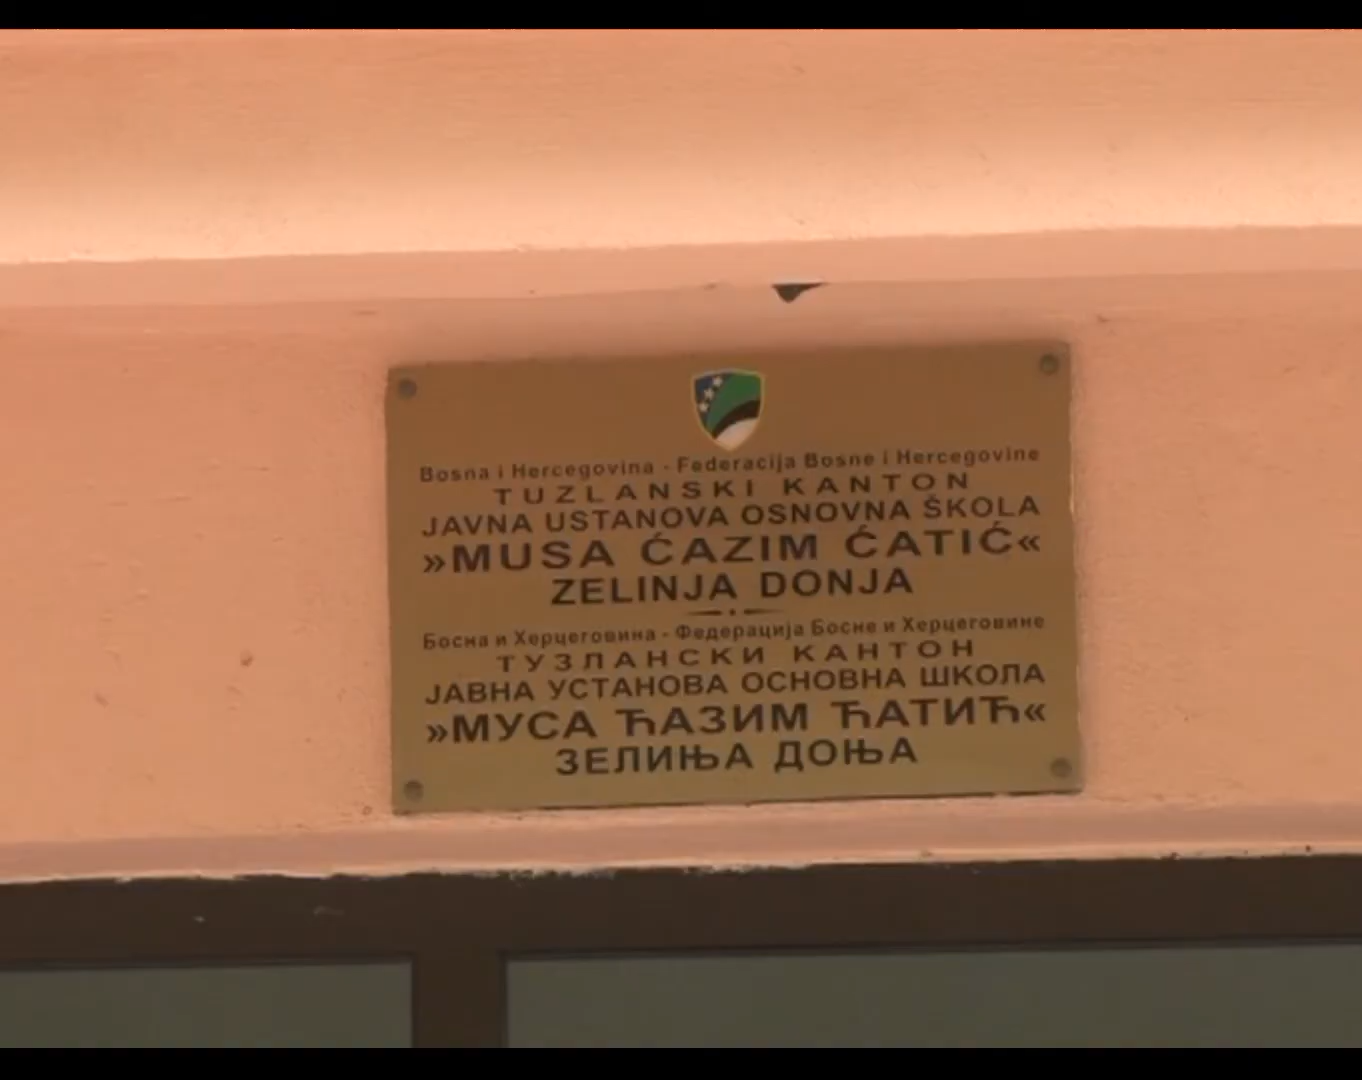 Bosna i Hercegovina - Federacija Bosne i Hercegovine
TUZLANSKI KANTON
JAVNA USTANOVA OSNOVNA ŠKOLA
»MUSA ĆAZIM ĆATIĆ«
ZELINJA DONJA
Босна и Херцеговина - Федерација Босне и Херцеговине
ТУЗЛАНСКИ КАНТОН
ЈАВНА УСТАНОВА ОСНОВНА ШКОЛА
»МУСА ЋАЗИМ ЋАТИЋ«
ЗЕЛИЊА ДОЊА